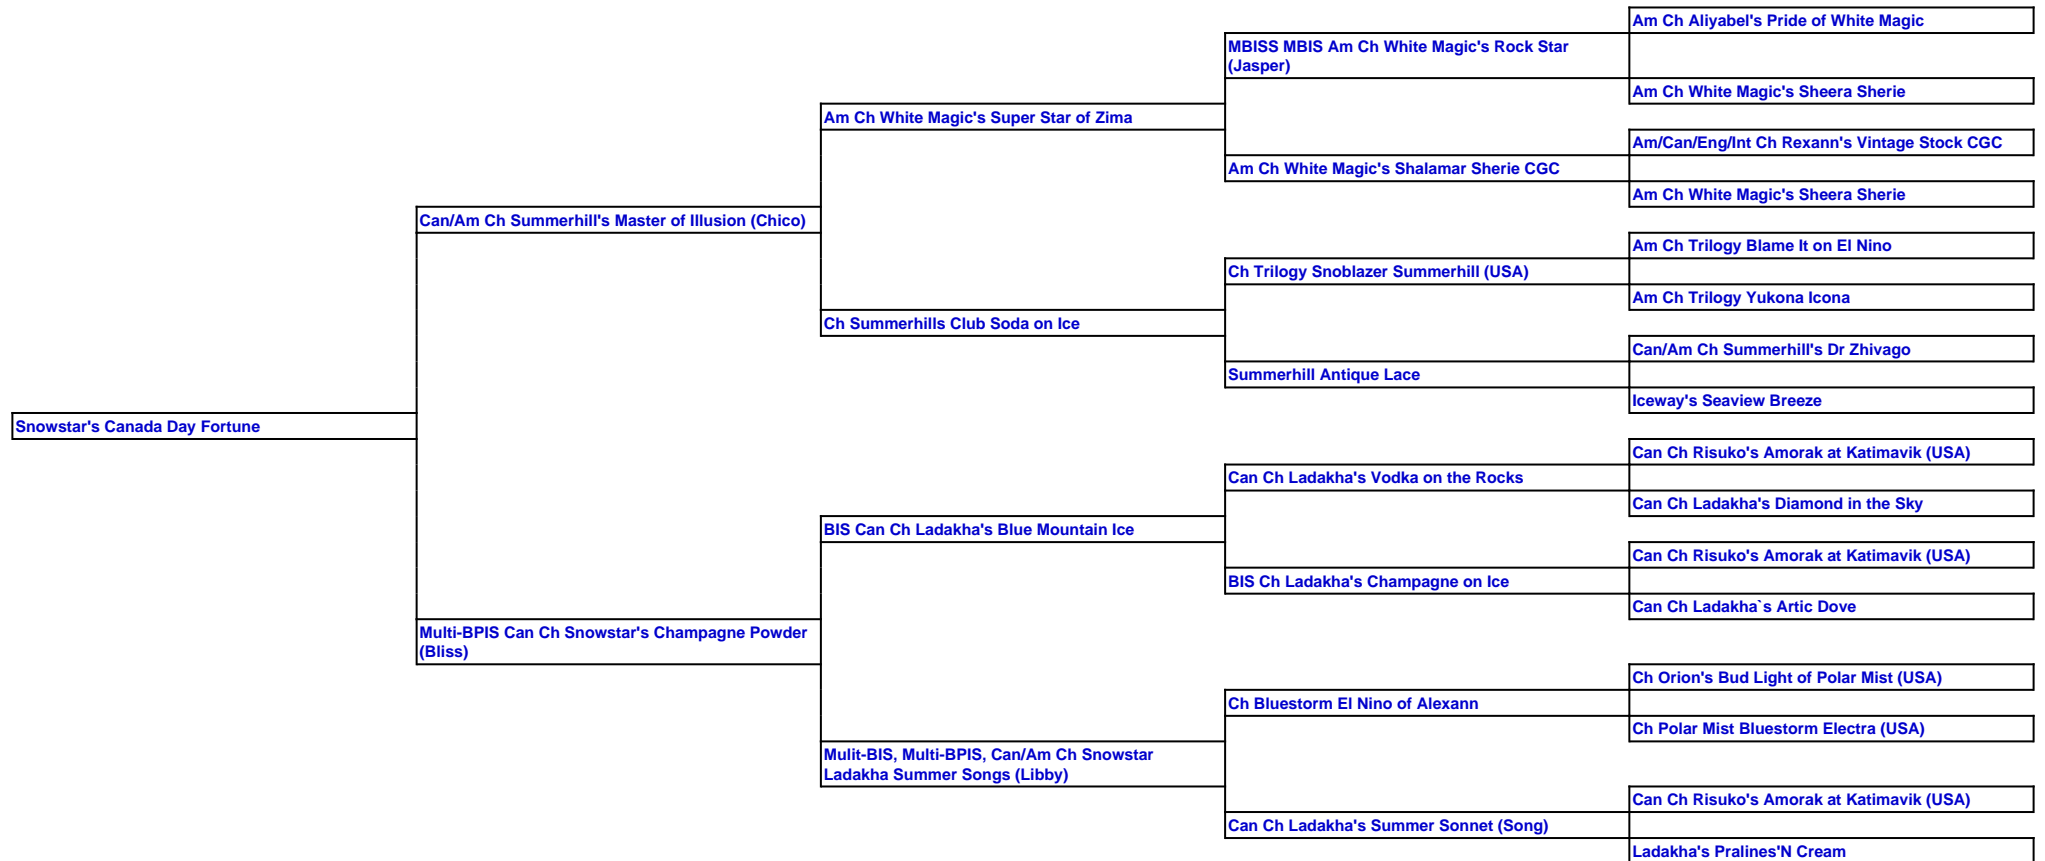 Am Ch Aliyabel's Pride of White Magic
MBISS MBIS Am Ch White Magic's Rock Star
(Jasper)
Am Ch White Magic's Sheera Sherie
Am Ch White Magic's Super Star of Zima
Am/Can/Eng/Int Ch Rexann's Vintage Stock CGC
Am Ch White Magic's Shalamar Sherie CGC
Am Ch White Magic's Sheera Sherie
Can/Am Ch Summerhill's Master of Illusion (Chico)
Am Ch Trilogy Blame It on El Nino
Ch Trilogy Snoblazer Summerhill (USA)
Am Ch Trilogy Yukona Icona
Ch Summerhills Club Soda on Ice
Can/Am Ch Summerhill's Dr Zhivago
Summerhill Antique Lace
Iceway's Seaview Breeze
Snowstar's Canada Day Fortune
Can Ch Risuko's Amorak at Katimavik (USA)
Can Ch Ladakha's Vodka on the Rocks
Can Ch Ladakha's Diamond in the Sky
BIS Can Ch Ladakha's Blue Mountain Ice
Can Ch Risuko's Amorak at Katimavik (USA)
BIS Ch Ladakha's Champagne on Ice
Can Ch Ladakha`s Artic Dove
Multi-BPIS Can Ch Snowstar's Champagne Powder
(Bliss)
Ch Orion's Bud Light of Polar Mist (USA)
Ch Bluestorm El Nino of Alexann
Ch Polar Mist Bluestorm Electra (USA)
Mulit-BIS, Multi-BPIS, Can/Am Ch Snowstar
Ladakha Summer Songs (Libby)
Can Ch Risuko's Amorak at Katimavik (USA)
Can Ch Ladakha's Summer Sonnet (Song)
Ladakha's Pralines'N Cream